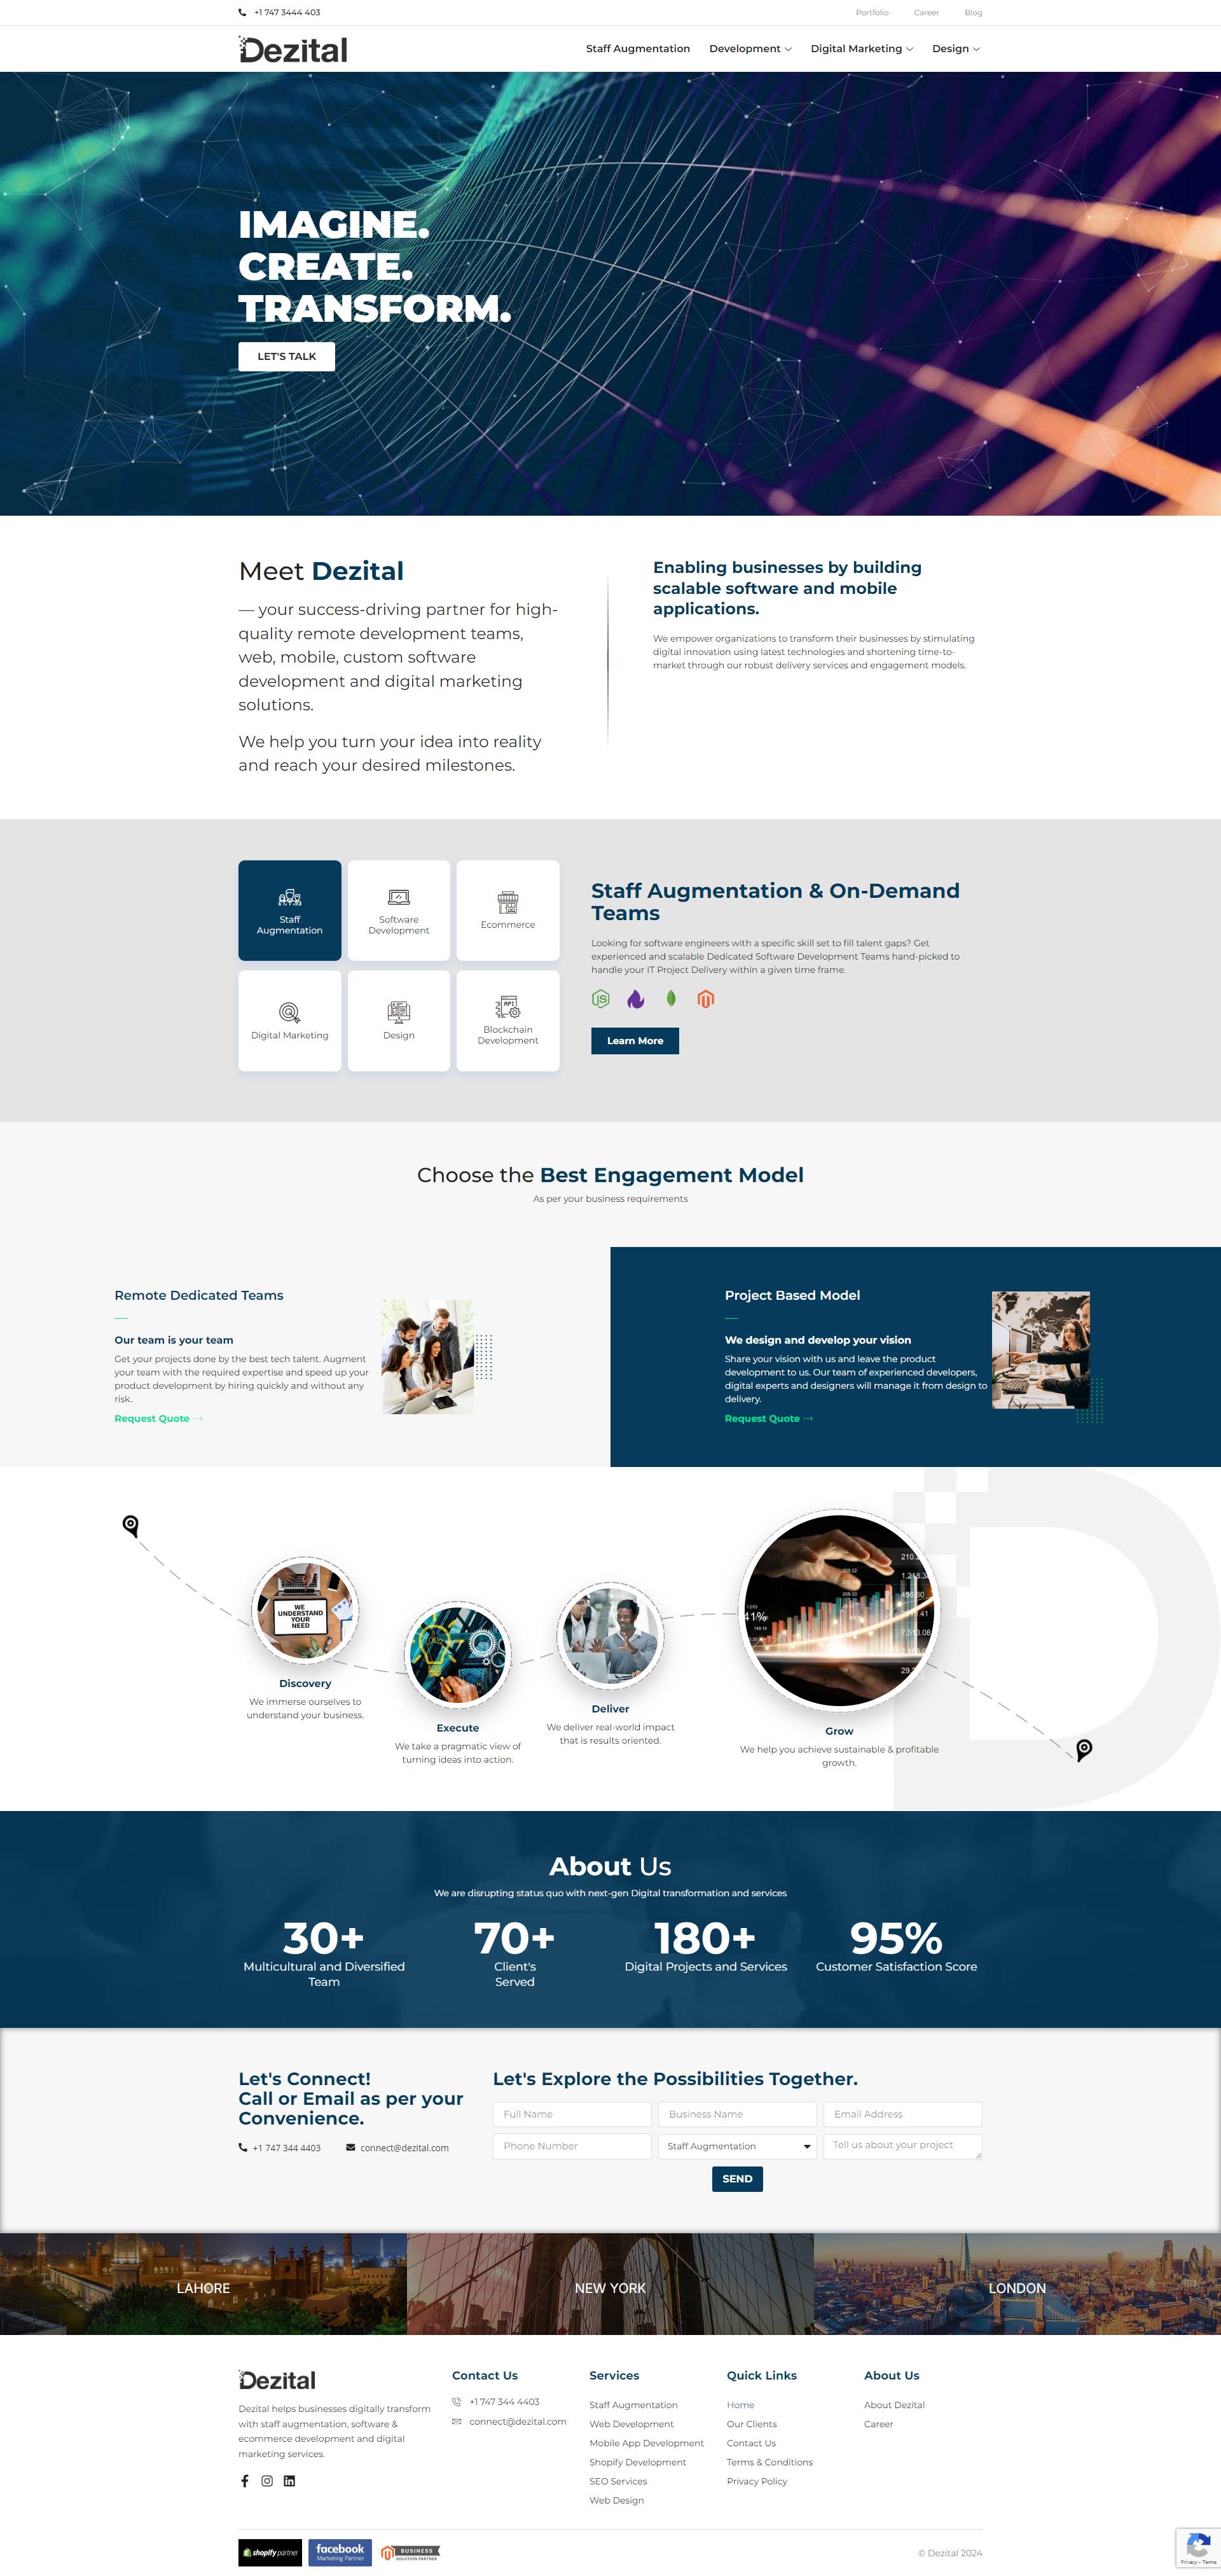 +1 747 3444 403
Portfolio Career Blog
Dezital
Staff Augmentation Development Digital Marketing Design
IMAGINE.
CREATE.
TRANSFORM.
LET'S TALK
Meet Dezital
— your success-driving partner for high-
quality remote development teams,
web, mobile, custom software
development and digital marketing
solutions.
We help you turn your idea into reality
and reach your desired milestones.
Enabling businesses by building
scalable software and mobile
applications.
We empower organizations to transform their businesses by stimulating
digital innovation using latest technologies and shortening time-to-
market through our robust delivery services and engagement models.
Staff
Augmentation
Software
Development
Ecommerce
Digital Marketing
Design
API
Blockchain
Development
Staff Augmentation & On-Demand
Teams
Looking for software engineers with a specific skill set to fill talent gaps? Get
experienced and scalable Dedicated Software Development Teams hand-picked to
handle your IT Project Delivery within a given time frame.
Learn More
Choose the Best Engagement Model
As per your business requirements
Remote Dedicated Teams
Our team is your team
Get your projects done by the best tech talent. Augment
your team with the required expertise and speed up your
product development by hiring quickly and without any
risk.
Request Quote
Project Based Model
We design and develop your vision
Share your vision with us and leave the product
development to us. Our team of experienced developers,
digital experts and designers will manage it from design to
delivery.
Request Quote
WE
UNDERSTAND
YOUR
NEED
Discovery
We immerse ourselves to
understand your business.
Execute
We take a pragmatic view of
turning ideas into action.
Deliver
We deliver real-world impact
that is results oriented.
41%
Grow
We help you achieve sustainable & profitable
growth.
About Us
We are disrupting status quo with next-gen Digital transformation and services
30+
Multicultural and Diversified
Team
70+
Client's
Served
180+
Digital Projects and Services
95%
Customer Satisfaction Score
Let's Connect!
Call or Email as per your
Convenience.
+1 747 344 4403 connect@dezital.com
Let's Explore the Possibilities Together.
Full Name Business Name Email Address
Phone Number Staff Augmentation Tell us about your project
SEND
LAHORE NEW YORK LONDON
Dezital
Dezital helps businesses digitally transform
with staff augmentation, software &
ecommerce development and digital
marketing services.
Contact Us
+1 747 344 4403
connect@dezital.com
Services
Staff Augmentation
Web Development
Mobile App Development
Shopify Development
SEO Services
Web Design
Quick Links
Home
Our Clients
Contact Us
Terms & Conditions
Privacy Policy
About Us
About Dezital
Career
shopify partner
facebook
Marketing Partner
BUSINESS
SOLUTION PARTNER
© Dezital 2024
Privacy - Terms